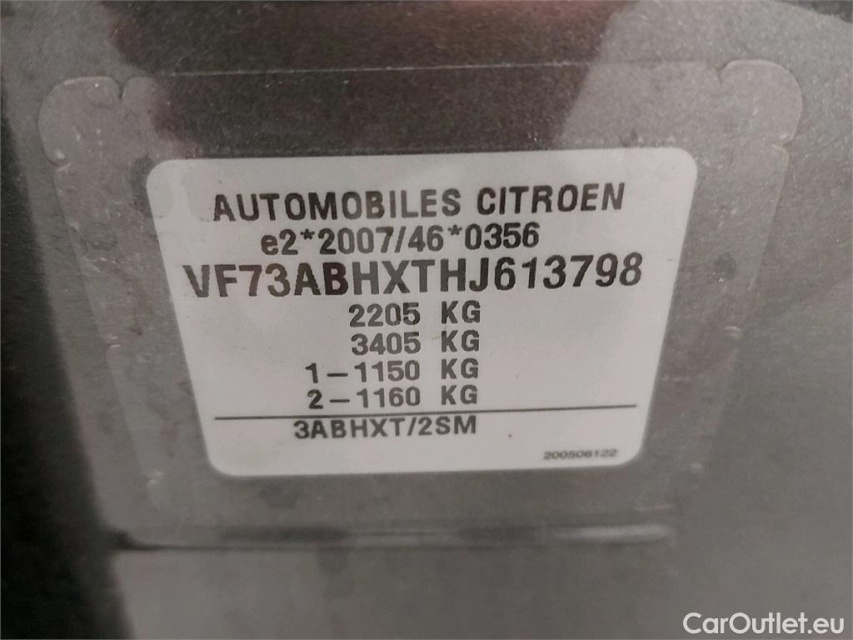 AUTOMOBILES CITROEN
e2*2007/46*0356
VF73ABHXTHJ613798
2205 KG
3405 KG
1-1150 KG
2-1160 KG
3ABHXT/2SM
200506122
CarOutlet.eu